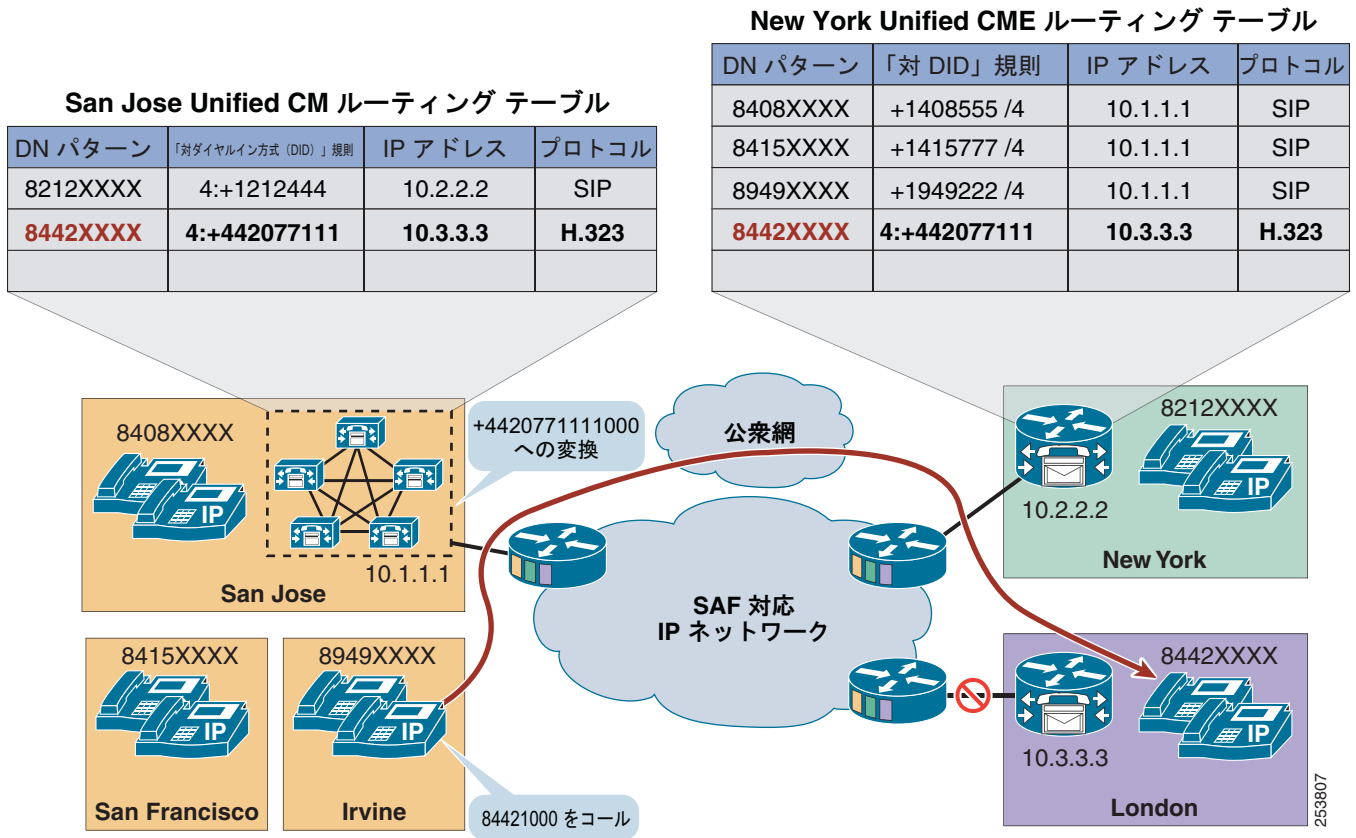 New York Unified CME ルーティング テーブル
DN パターン 「対 DID」規則 IP アドレス プロトコル
8408XXXX +1408555 /4 10.1.1.1 SIP
8415XXXX +1415777 /4 10.1.1.1 SIP
8949XXXX +1949222 /4 10.1.1.1 SIP
8442XXXX 4:+442077111 10.3.3.3 H.323
San Jose Unified CM ルーティング テーブル
DN パターン 「対ダイヤルイン方式（DID）」規則 IP アドレス プロトコル
8212XXXX 4:+1212444 10.2.2.2 SIP
8442XXXX 4:+442077111 10.3.3.3 H.323
8408XXXX
IP
10.1.1.1
San Jose
+4420771111000
への変換
公衆網
8212XXXX
IP
10.2.2.2
New York
SAF 対応
IP ネットワーク
8415XXXX
IP
San Francisco
8949XXXX
IP
Irvine
84421000 をコール
8442XXXX
IP
10.3.3.3
London
253807